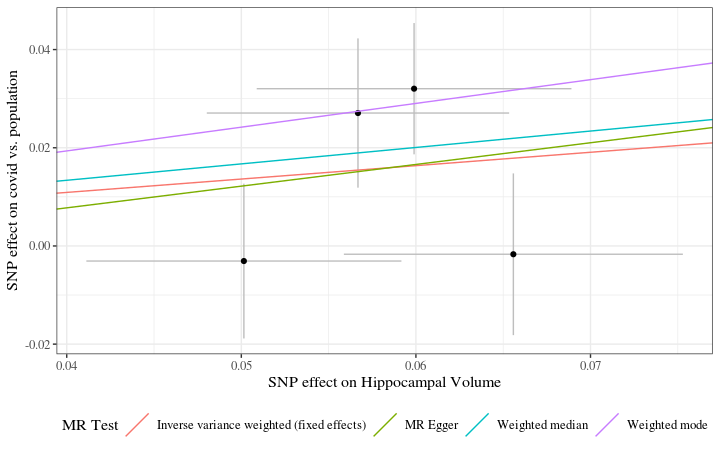 SNP effect on covid vs. population
0.04
0.02
0.00
-0.02
0.04 0.05 0.06 0.07
SNP effect on Hippocampal Volume
MR Test Inverse variance weighted (fixed effects) MR Egger Weighted median Weighted mode